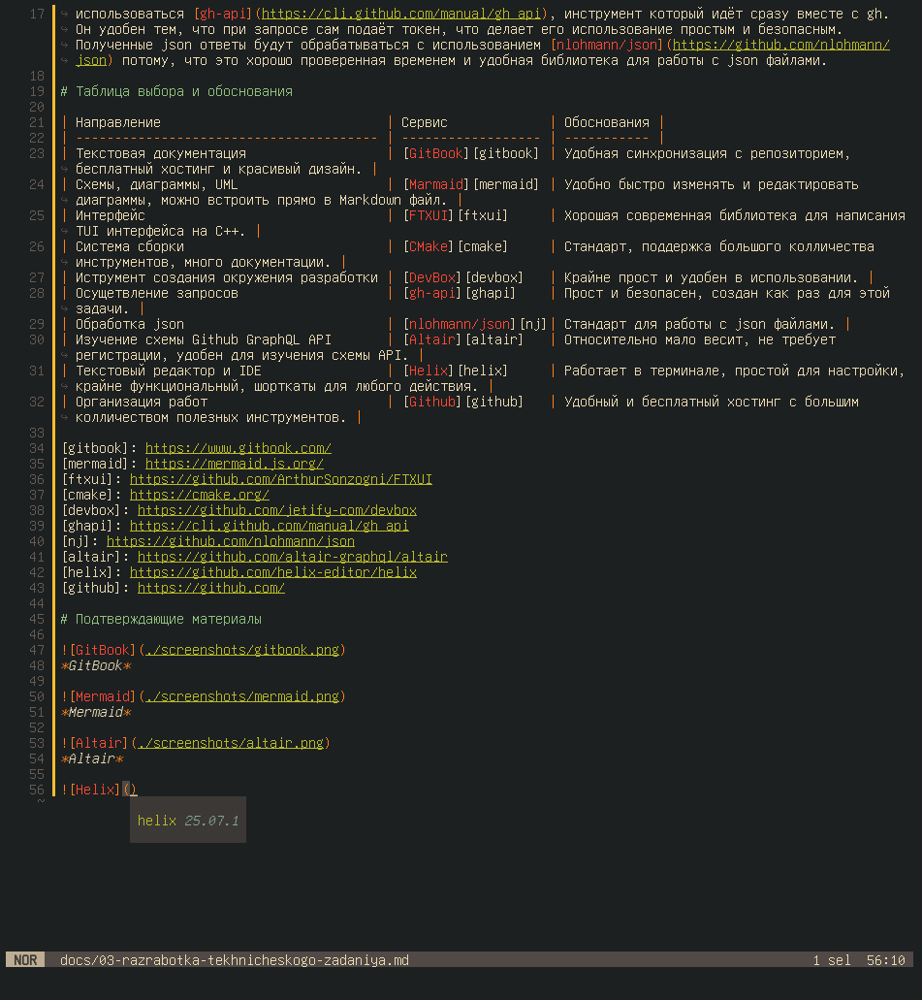 17 ↪ использоваться [gh-api](https://cli.github.com/manual/gh_api), инструмент который идёт сразу вместе с gh.
↪ Он удобен тем, что при запросе сам подаёт токен, что делает его использование простым и безопасным.
↪ Полученные json ответы будут обрабатываться с использованием [nlohmann/json](https://github.com/nlohmann/
↪ json) потому, что это хорошо проверенная временем и удобная библиотека для работы с json файлами.
18
19 # Таблица выбора и обоснования
20
21 | Направление | Сервис | Обоснования |
22 | --------------------------------------- | ------------------ | ----------- |
23 | Текстовая документация | [GitBook][gitbook] | Удобная синхронизация с репозиторием,
↪ бесплатный хостинг и красивый дизайн. |
24 | Схемы, диаграммы, UML | [Marmaid][mermaid] | Удобно быстро изменять и редактировать
↪ диаграммы, можно встроить прямо в Markdown файл. |
25 | Интерфейс | [FTXUI][ftxui] | Хорошая современная библиотека для написания
↪ TUI интерфейса на C++. |
26 | Система сборки | [CMake][cmake] | Стандарт, поддержка большого колличества
↪ инструментов, много документации. |
27 | Иструмент создания окружения разработки | [DevBox][devbox] | Крайне прост и удобен в использовании. |
28 | Осущетвление запросов | [gh-api][ghapi] | Прост и безопасен, создан как раз для этой
↪ задачи. |
29 | Обработка json | [nlohmann/json][nj] | Стандарт для работы с json файлами. |
30 | Изучение схемы Github GraphQL API | [Altair][altair] | Относительно мало весит, не требует
↪ регистрации, удобен для изучения схемы API. |
31 | Текстовый редактор и IDE | [Helix][helix] | Работает в терминале, простой для настройки,
↪ крайне функциональный, шорткаты для любого действия. |
32 | Организация работ | [Github][github] | Удобный и бесплатный хостинг с большим
↪ колличеством полезных инструментов. |
33
34 [gitbook]: https://www.gitbook.com/
35 [mermaid]: https://mermaid.js.org/
36 [ftxui]: https://github.com/ArthurSonzogni/FTXUI
37 [cmake]: https://cmake.org/
38 [devbox]: https://github.com/jetify-com/devbox
39 [ghapi]: https://cli.github.com/manual/gh_api
40 [nj]: https://github.com/nlohmann/json
41 [altair]: https://github.com/altair-graphql/altair
42 [helix]: https://github.com/helix-editor/helix
43 [github]: https://github.com/
44
45 # Подтверждающие материалы
46
47 ![GitBook](./screenshots/gitbook.png)
48 *GitBook*
49
50 ![Mermaid](./screenshots/mermaid.png)
51 *Mermaid*
52
53 ![Altair](./screenshots/altair.png)
54 *Altair*
55
56 ![Helix]()
~
helix 25.07.1
NOR docs/03-razrabotka-tekhnicheskogo-zadaniya.md 1 sel 56:10